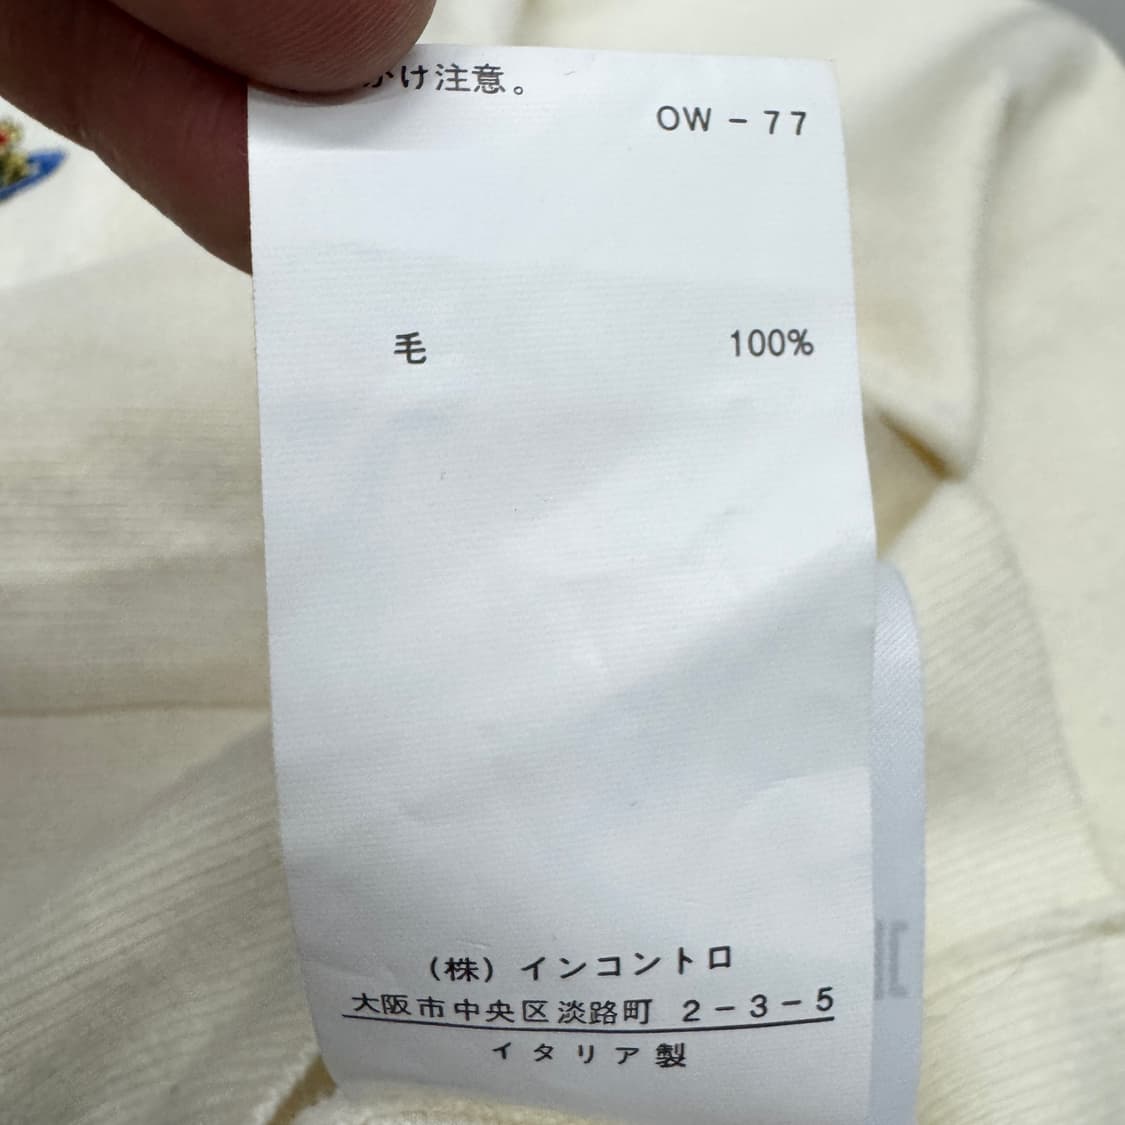 かけ注意。
OW-77
毛 100%
(株)インコントロ
大阪市中央区淡路町 2-3-5
イタリア製